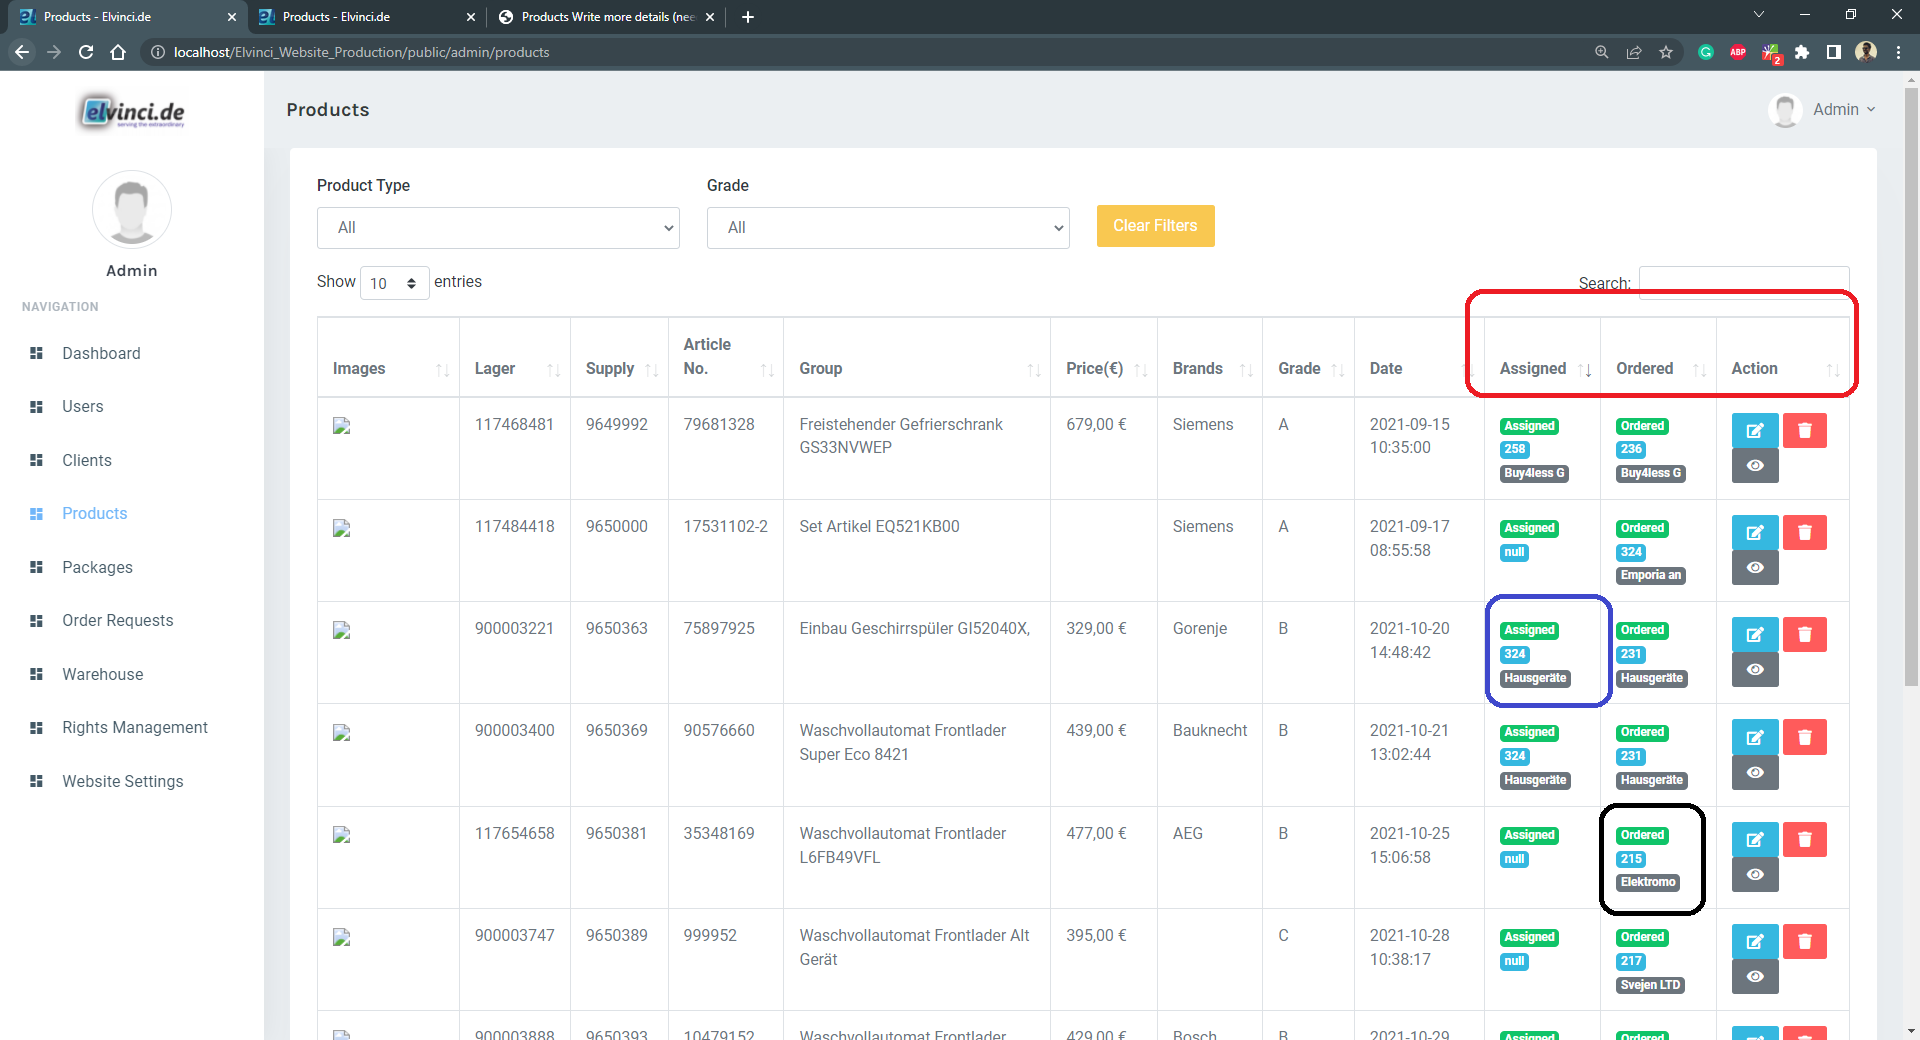 Products - Elvinci.de
Products - Elvinci.de
Products Write more details (nee
localhost/Elvinci_Website_Production/public/admin/products
ABP
2
elvinci.de
serving the extraordinary
Products
Admin
Admin
NAVIGATION
Dashboard
Users
Clients
Products
Packages
Order Requests
Warehouse
Rights Management
Website Settings
Product Type
Grade
All
All
Clear Filters
Show 10 entries
Search:
Images Lager Supply Article No. Group Price(€) Brands Grade Date Assigned Ordered Action
117468481 9649992 79681328 Freistehender Gefrierschrank 679,00 € Siemens A 2021-09-15 Assigned Ordered
GS33NVWEP 10:35:00 258 236
Buy4less G Buy4less G
117484418 9650000 17531102-2 Set Artikel EQ521KB00 Siemens A 2021-09-17 Assigned Ordered
08:55:58 null 324
Emporia an
900003221 9650363 75897925 Einbau Geschirrspüler GI52040X, 329,00 € Gorenje B 2021-10-20 Assigned Ordered
14:48:42 324 231
Hausgeräte Hausgeräte
900003400 9650369 90576660 Waschvollautomat Frontlader 439,00 € Bauknecht B 2021-10-21 Assigned Ordered
Super Eco 8421 13:02:44 324 231
Hausgeräte Hausgeräte
117654658 9650381 35348169 Waschvollautomat Frontlader 477,00 € AEG B 2021-10-25 Assigned Ordered
L6FB49VFL 15:06:58 null 215
Elektromo
900003747 9650389 999952 Waschvollautomat Frontlader Alt 395,00 € C 2021-10-28 Assigned Ordered
Gerät 10:38:17 null 217
Svejen LTD
900003888 9650393 10479152 Waschvollautomat Frontlader 429,00 € Bosch B 2021-10-29 Assigned Ordered